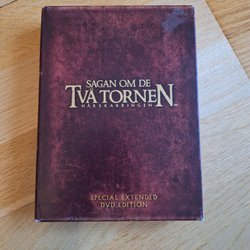 SAGAN OM DE
TVÅ TORNEN
HÄRSKARRINGEN
SPECIAL EXTENDED
DVD EDITION